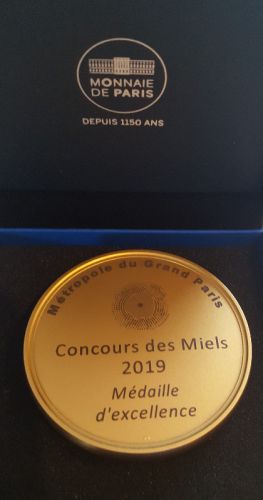 MONNAIE
DE PARIS
DEPUIS 1150 ANS
Métropole du Grand Paris
Concours des Miels
2019
Médaille
d'excellence